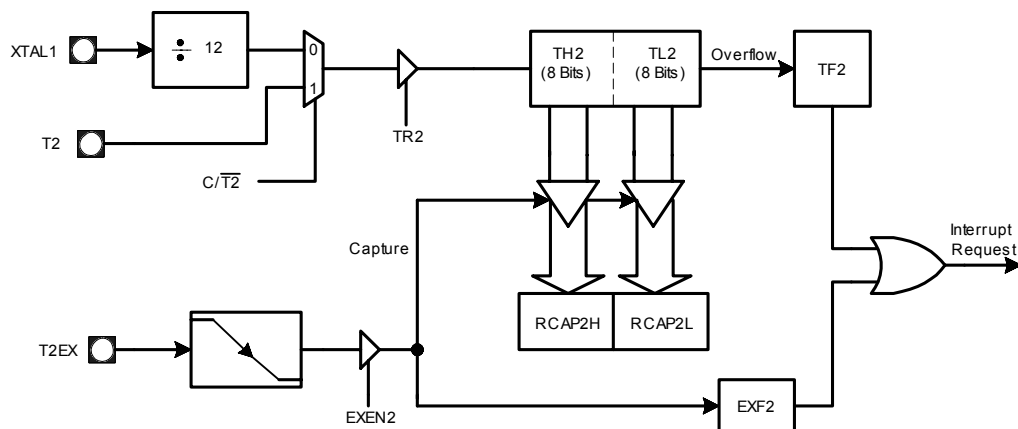 XTAL1
÷ 12
0
1
T2
C/T2̅
TR2
TH2
(8 Bits)
TL2
(8 Bits)
Overflow
TF2
Capture
Interrupt
Request
RCAP2H
RCAP2L
T2EX
EXEN2
EXF2